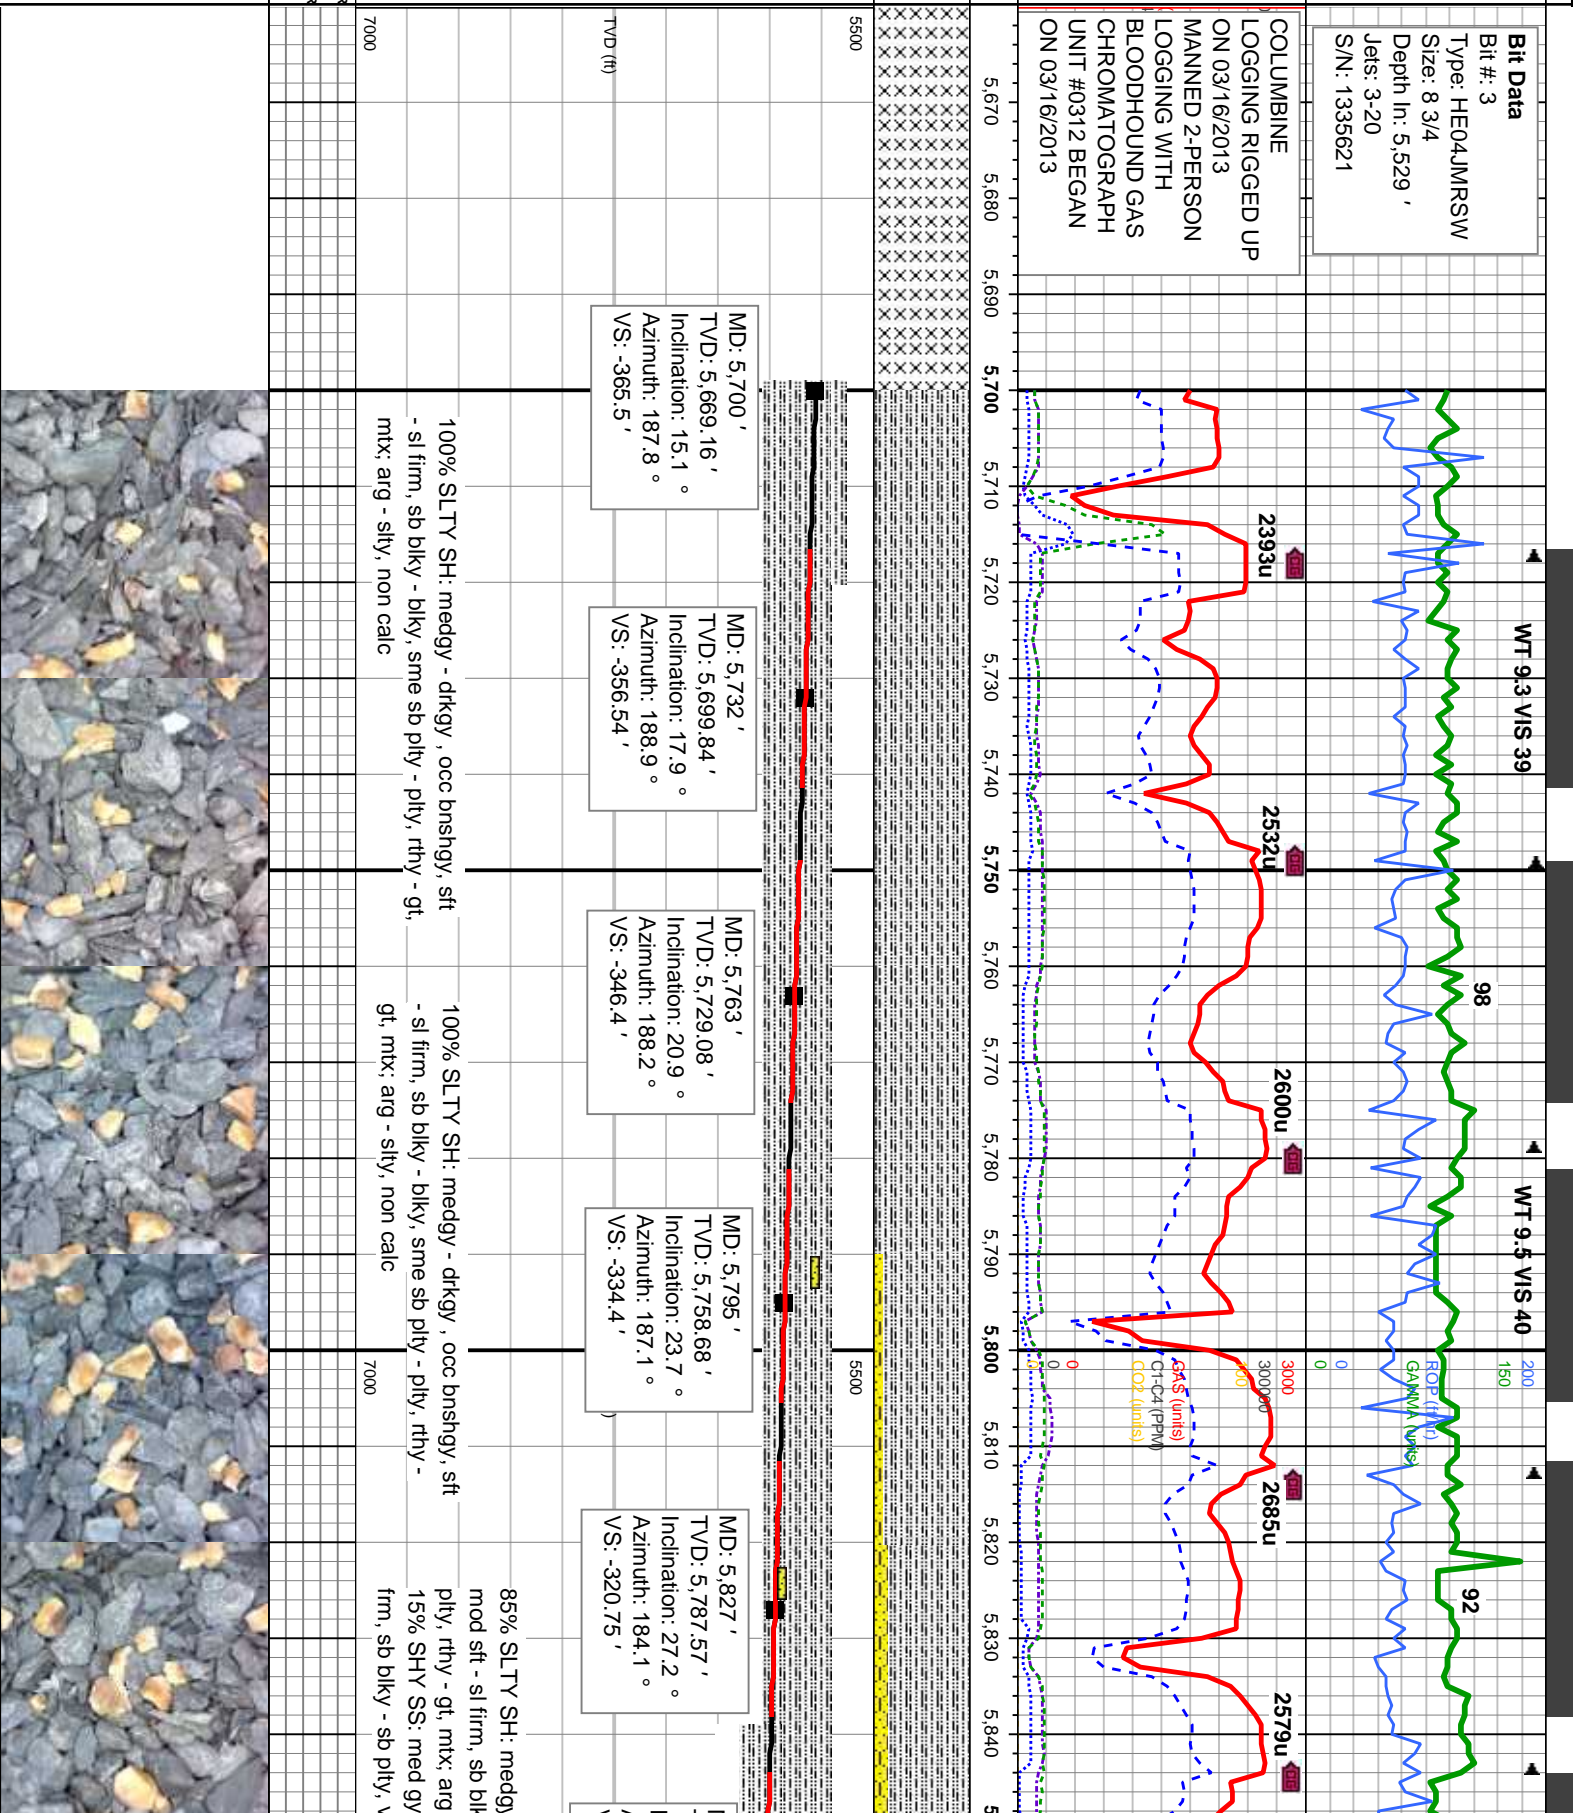 Bit Data
Bit #: 3
Type: HE04JMRSW
Size: 8 3/4
Depth In: 5,529 '
Jets: 3-20
S/N: 1335621
WT 9.3 VIS 39
98
WT 9.5 VIS 40
92
200
150
ROP (ft/hr)
GAMMA (units)
0
0
COLUMBINE
LOGGING RIGGED UP
ON 03/16/2013
MANNED 2-PERSON
LOGGING WITH
BLOODHOUND GAS
CHROMATOGRAPH
UNIT #0312 BEGAN
ON 03/16/2013
2393u
2532u
2600u
2685u
2579u
3000
300000
100
GAS (units)
C1-C4 (PPM)
CO2 (units)
0
0
5,670
5,680
5,690
5,700
5,710
5,720
5,730
5,740
5,750
5,760
5,770
5,780
5,790
5,800
5,810
5,820
5,830
5,840
5500
5500
TVD (ft)
7000
7000
MD: 5,700 '
TVD: 5,669.16 '
Inclination: 15.1 °
Azimuth: 187.8 °
VS: -365.5 '
MD: 5,732 '
TVD: 5,699.84 '
Inclination: 17.9 °
Azimuth: 188.9 °
VS: -356.54 '
MD: 5,763 '
TVD: 5,729.08 '
Inclination: 20.9 °
Azimuth: 188.2 °
VS: -346.4 '
MD: 5,795 '
TVD: 5,758.68 '
Inclination: 23.7 °
Azimuth: 187.1 °
VS: -334.4 '
MD: 5,827 '
TVD: 5,787.57 '
Inclination: 27.2 °
Azimuth: 184.1 °
VS: -320.75 '
100% SLTY SH: medgy - drkgy , occ bnshgy, sft
- sl firm, sb blky - blky, sme sb plty - plty, rthy - gt,
mtx; arg - slty, non calc
100% SLTY SH: medgy - drkgy , occ bnshgy, sft
- sl firm, sb blky - blky, sme sb plty - plty, rthy -
gt, mtx; arg - slty, non calc
85% SLTY SH: medgy
mod sft - sl firm, sb blk
plty, rthy - gt, mtx; arg
15% SHY SS: med gy
frm, sb blky - sb plty,